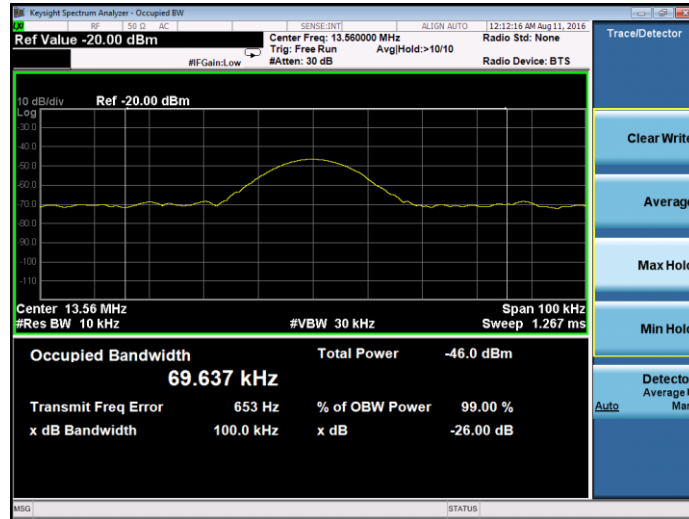 Keysight Spectrum Analyzer - Occupied BW
LXI RF 50 Ω AC SENSE:INT ALIGN AUTO 12:12:16 AM Aug 11, 2016
Ref Value -20.00 dBm
Center Freq: 13.560000 MHz
Radio Std: None
Trig: Free Run Avg|Hold:>10/10
#IFGain:Low #Atten: 30 dB Radio Device: BTS
10 dB/div Ref -20.00 dBm
Log
-30.0
-40.0
-50.0
-60.0
-70.0
-80.0
-90.0
-100
-110
Center 13.56 MHz Span 100 kHz
#Res BW 10 kHz #VBW 30 kHz Sweep 1.267 ms
Occupied Bandwidth Total Power -46.0 dBm
69.637 kHz
Transmit Freq Error 653 Hz % of OBW Power 99.00 %
x dB Bandwidth 100.0 kHz x dB -26.00 dB
MSG STATUS
Trace/Detector
Clear Write
Average
Max Hold
Min Hold
Detecto
Average
Auto Ma